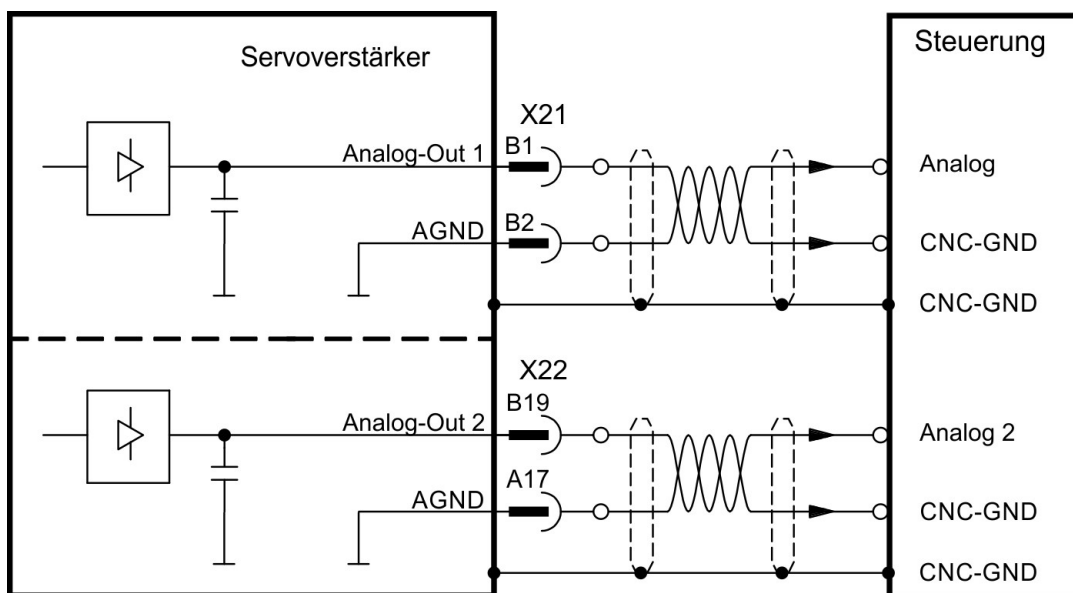 Servoverstärker
Steuerung
X21
Analog-Out 1
B1
Analog
AGND
B2
CNC-GND
CNC-GND
X22
Analog-Out 2
B19
Analog 2
AGND
A17
CNC-GND
CNC-GND